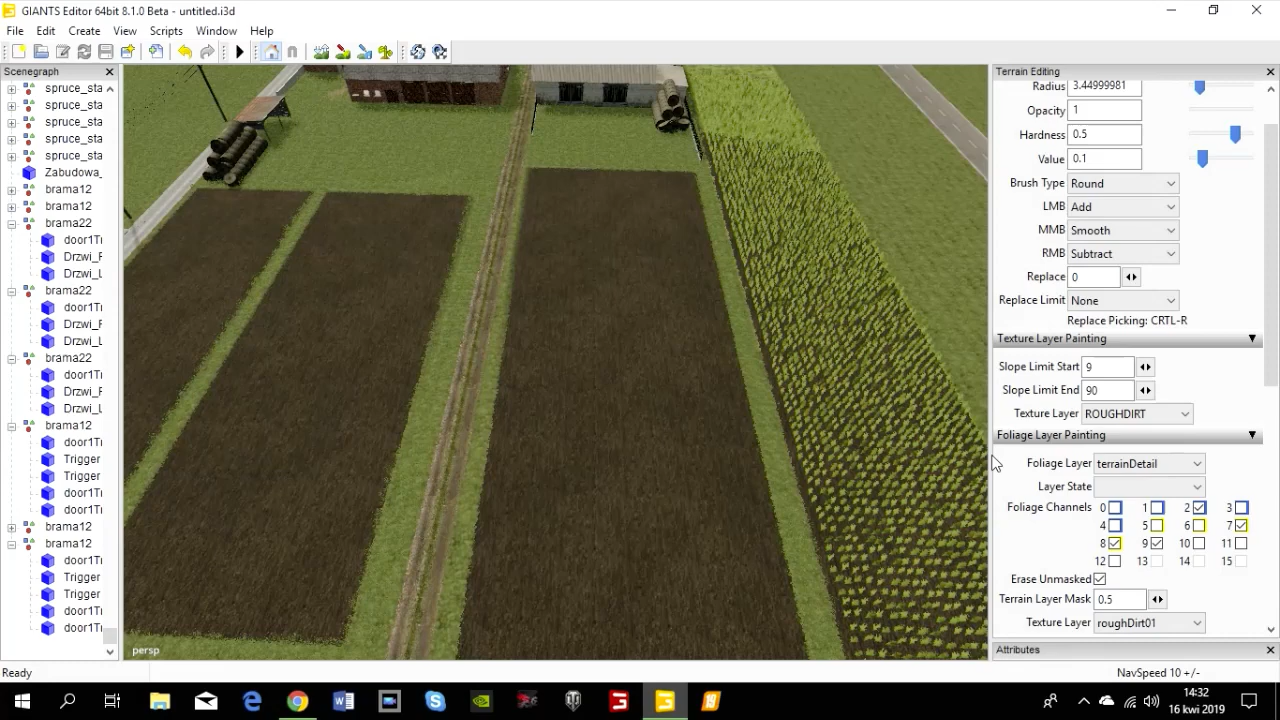 GIANTS Editor 64bit 8.1.0 Beta - untitled.i3d
File Edit Create View Scripts Window Help
Scenegraph
spruce_sta
spruce_sta
spruce_sta
spruce_sta
spruce_sta
Zabudowa_
brama12
brama12
brama22
door1Tr
Drzwi_F
Drzwi_L
brama22
door1Tr
Drzwi_F
Drzwi_L
brama22
door1Tr
Drzwi_F
Drzwi_L
brama12
door1Tr
Trigger
Trigger
door1Tr
door1Tr
brama12
brama12
door1Tr
Trigger
Trigger
door1Tr
door1Tr
persp
Terrain Editing
Radius 3.44999981
Opacity 1
Hardness 0.5
Value 0.1
Brush Type Round
LMB Add
MMB Smooth
RMB Subtract
Replace 0
Replace Limit None
Replace Picking: CRTL-R
Texture Layer Painting
Slope Limit Start 9
Slope Limit End 90
Texture Layer ROUGHDIRT
Foliage Layer Painting
Foliage Layer terrainDetail
Layer State
Foliage Channels 0 1 2 3
4 5 6 7
8 9 10 11
12 13 14 15
Erase Unmasked
Terrain Layer Mask 0.5
Texture Layer roughDirt01
Attributes
Ready
NavSpeed 10 +/-
14:32
16 kwi 2019